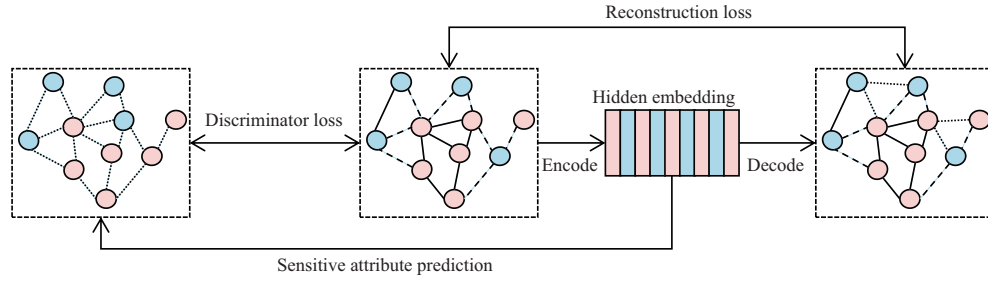 Reconstruction loss
Hidden embedding
Discriminator loss
Encode
Decode
Sensitive attribute prediction